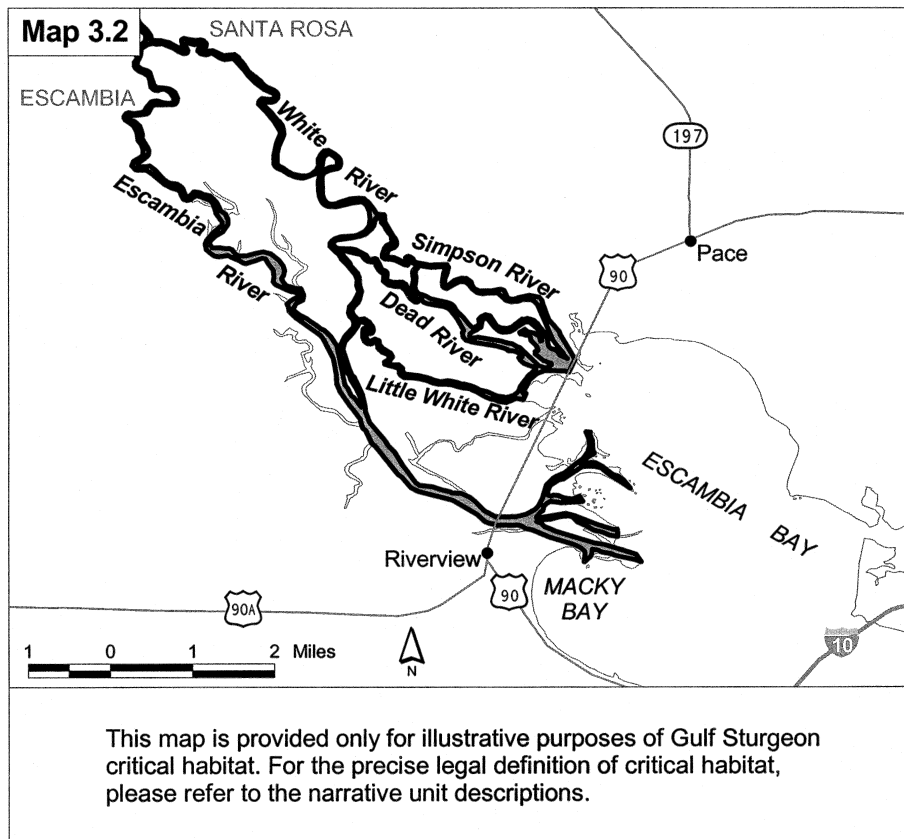 Map 3.2
SANTA ROSA
ESCAMBIA
White River
197
Escambia River
Simpson River
90
Pace
Dead River
Little White River
ESCAMBIA BAY
Riverview
90
MACKY
BAY
90A
10
1 0 1 2 Miles
N
This map is provided only for illustrative purposes of Gulf Sturgeon
critical habitat. For the precise legal definition of critical habitat,
please refer to the narrative unit descriptions.